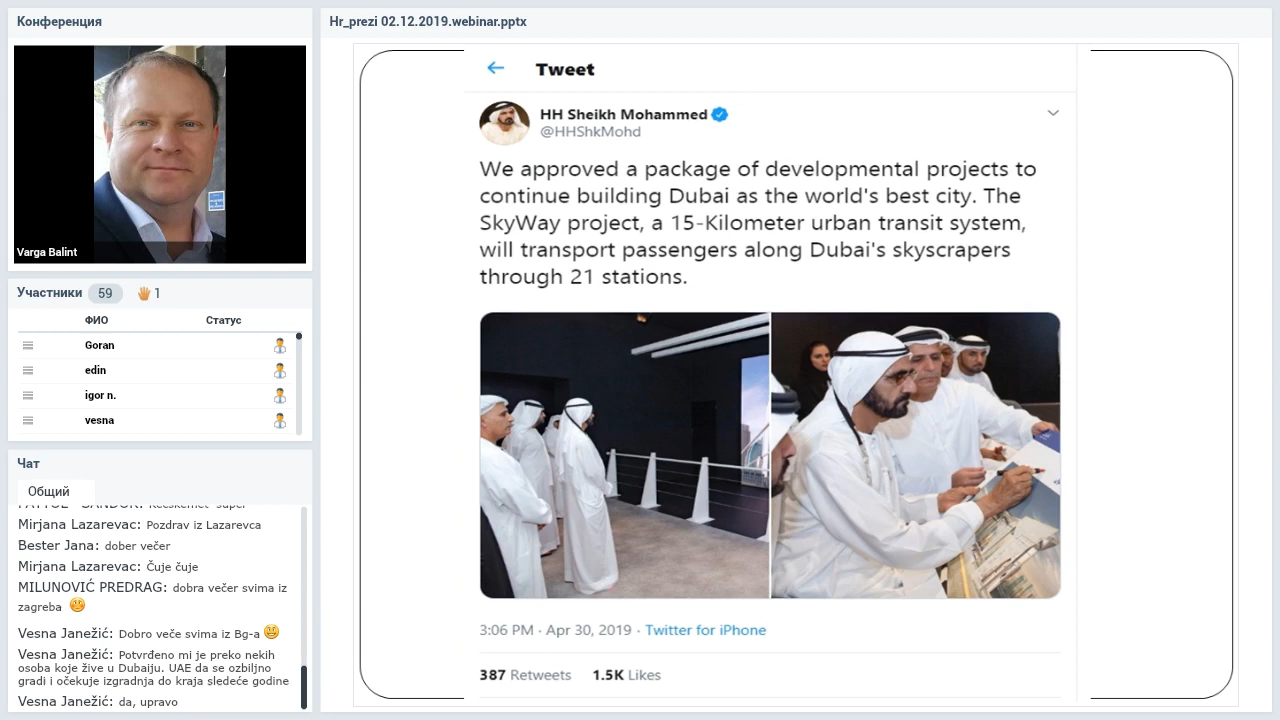 Конференция
Varga Balint
Участники 59 1
ФИО Статус
Goran
edin
igor n.
vesna
Чат
Общий
Mirjana Lazarevac: Pozdrav iz Lazarevca
Bester Jana: dober večer
Mirjana Lazarevac: Čuje čuje
MILUNOVIĆ PREDRAG: dobra večer svima iz
zagreba
Vesna Janežić: Dobro veče svima iz Bg-a
Vesna Janežić: Potvrđeno mi je preko nekih
osoba koje žive u Dubaiju. UAE da se ozbiljno
gradi i očekuje izgradnja do kraja sledeće godine
Vesna Janežić: da, upravo
Hr_prezi 02.12.2019.webinar.pptx
Tweet
HH Sheikh Mohammed
@HHShkMohd
We approved a package of developmental projects to
continue building Dubai as the world's best city. The
SkyWay project, a 15-Kilometer urban transit system,
will transport passengers along Dubai's skyscrapers
through 21 stations.
3:06 PM · Apr 30, 2019 · Twitter for iPhone
387 Retweets 1.5K Likes